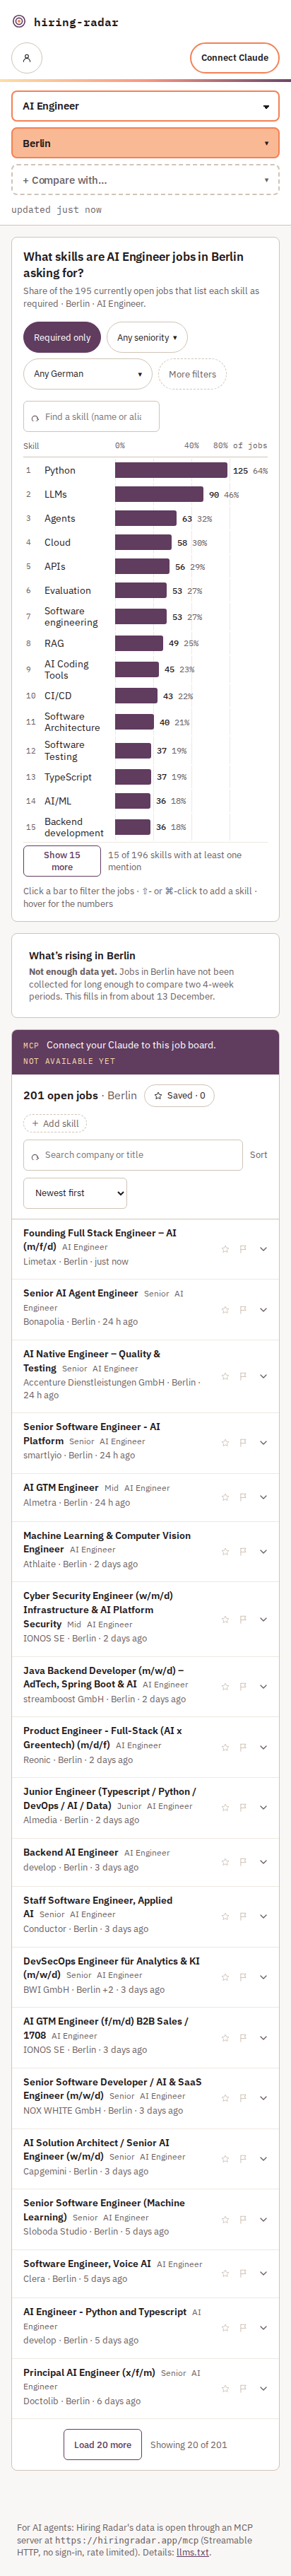 hiring-radar
Connect Claude
AI Engineer
Berlin
+ Compare with...
updated just now
What skills are AI Engineer jobs in Berlin
asking for?
Share of the 195 currently open jobs that list each skill as
required · Berlin · AI Engineer.
Required only
Any seniority
Any German
More filters
Find a skill (name or alia
Skill 0% 40% 80% of jobs
1 Python 125 64%
2 LLMs 90 46%
3 Agents 63 32%
4 Cloud 58 30%
5 APIs 56 29%
6 Evaluation 53 27%
7 Software
engineering 53 27%
8 RAG 49 25%
9 AI Coding
Tools 45 23%
10 CI/CD 43 22%
11 Software
Architecture 40 21%
12 Software
Testing 37 19%
13 TypeScript 37 19%
14 AI/ML 36 18%
15 Backend
development 36 18%
Show 15
more
15 of 196 skills with at least one
mention
Click a bar to filter the jobs · ⇧- or ⌘-click to add a skill ·
hover for the numbers
What's rising in Berlin
Not enough data yet. Jobs in Berlin have not been
collected for long enough to compare two 4-week
periods. This fills in from about 13 December.
MCP Connect your Claude to this job board.
NOT AVAILABLE YET
201 open jobs · Berlin
Saved · 0
+ Add skill
Search company or title
Sort
Newest first
Founding Full Stack Engineer – AI
(m/f/d) AI Engineer
Limetax · Berlin · just now
Senior AI Agent Engineer Senior AI
Engineer
Bonapolia · Berlin · 24 h ago
AI Native Engineer – Quality &
Testing Senior AI Engineer
Accenture Dienstleistungen GmbH · Berlin ·
24 h ago
Senior Software Engineer - AI
Platform Senior AI Engineer
smartlyio · Berlin · 24 h ago
AI GTM Engineer Mid AI Engineer
Almetra · Berlin · 24 h ago
Machine Learning & Computer Vision
Engineer AI Engineer
Athlaite · Berlin · 2 days ago
Cyber Security Engineer (w/m/d)
Infrastructure & AI Platform
Security Mid AI Engineer
IONOS SE · Berlin · 2 days ago
Java Backend Developer (m/w/d) –
AdTech, Spring Boot & AI AI Engineer
streamboost GmbH · Berlin · 2 days ago
Product Engineer - Full-Stack (AI x
Greentech) (m/d/f) AI Engineer
Reonic · Berlin · 2 days ago
Junior Engineer (Typescript / Python /
DevOps / AI / Data) Junior AI Engineer
Almedia · Berlin · 2 days ago
Backend AI Engineer AI Engineer
develop · Berlin · 3 days ago
Staff Software Engineer, Applied
AI Senior AI Engineer
Conductor · Berlin · 3 days ago
DevSecOps Engineer für Analytics & KI
(m/w/d) Senior AI Engineer
BWI GmbH · Berlin +2 · 3 days ago
AI GTM Engineer (f/m/d) B2B Sales /
1708 AI Engineer
IONOS SE · Berlin · 3 days ago
Senior Software Developer / AI & SaaS
Engineer (m/w/d) Senior AI Engineer
NOX WHITE GmbH · Berlin · 3 days ago
AI Solution Architect / Senior AI
Engineer (w/m/d) Senior AI Engineer
Capgemini · Berlin · 3 days ago
Senior Software Engineer (Machine
Learning) Senior AI Engineer
Sloboda Studio · Berlin · 5 days ago
Software Engineer, Voice AI AI Engineer
Clera · Berlin · 5 days ago
AI Engineer - Python and Typescript AI
Engineer
develop · Berlin · 5 days ago
Principal AI Engineer (x/f/m) Senior AI
Engineer
Doctolib · Berlin · 6 days ago
Load 20 more
Showing 20 of 201
For AI agents: Hiring Radar's data is open through an MCP
server at https://hiringradar.app/mcp (Streamable
HTTP, no sign-in, rate limited). Details: llms.txt.